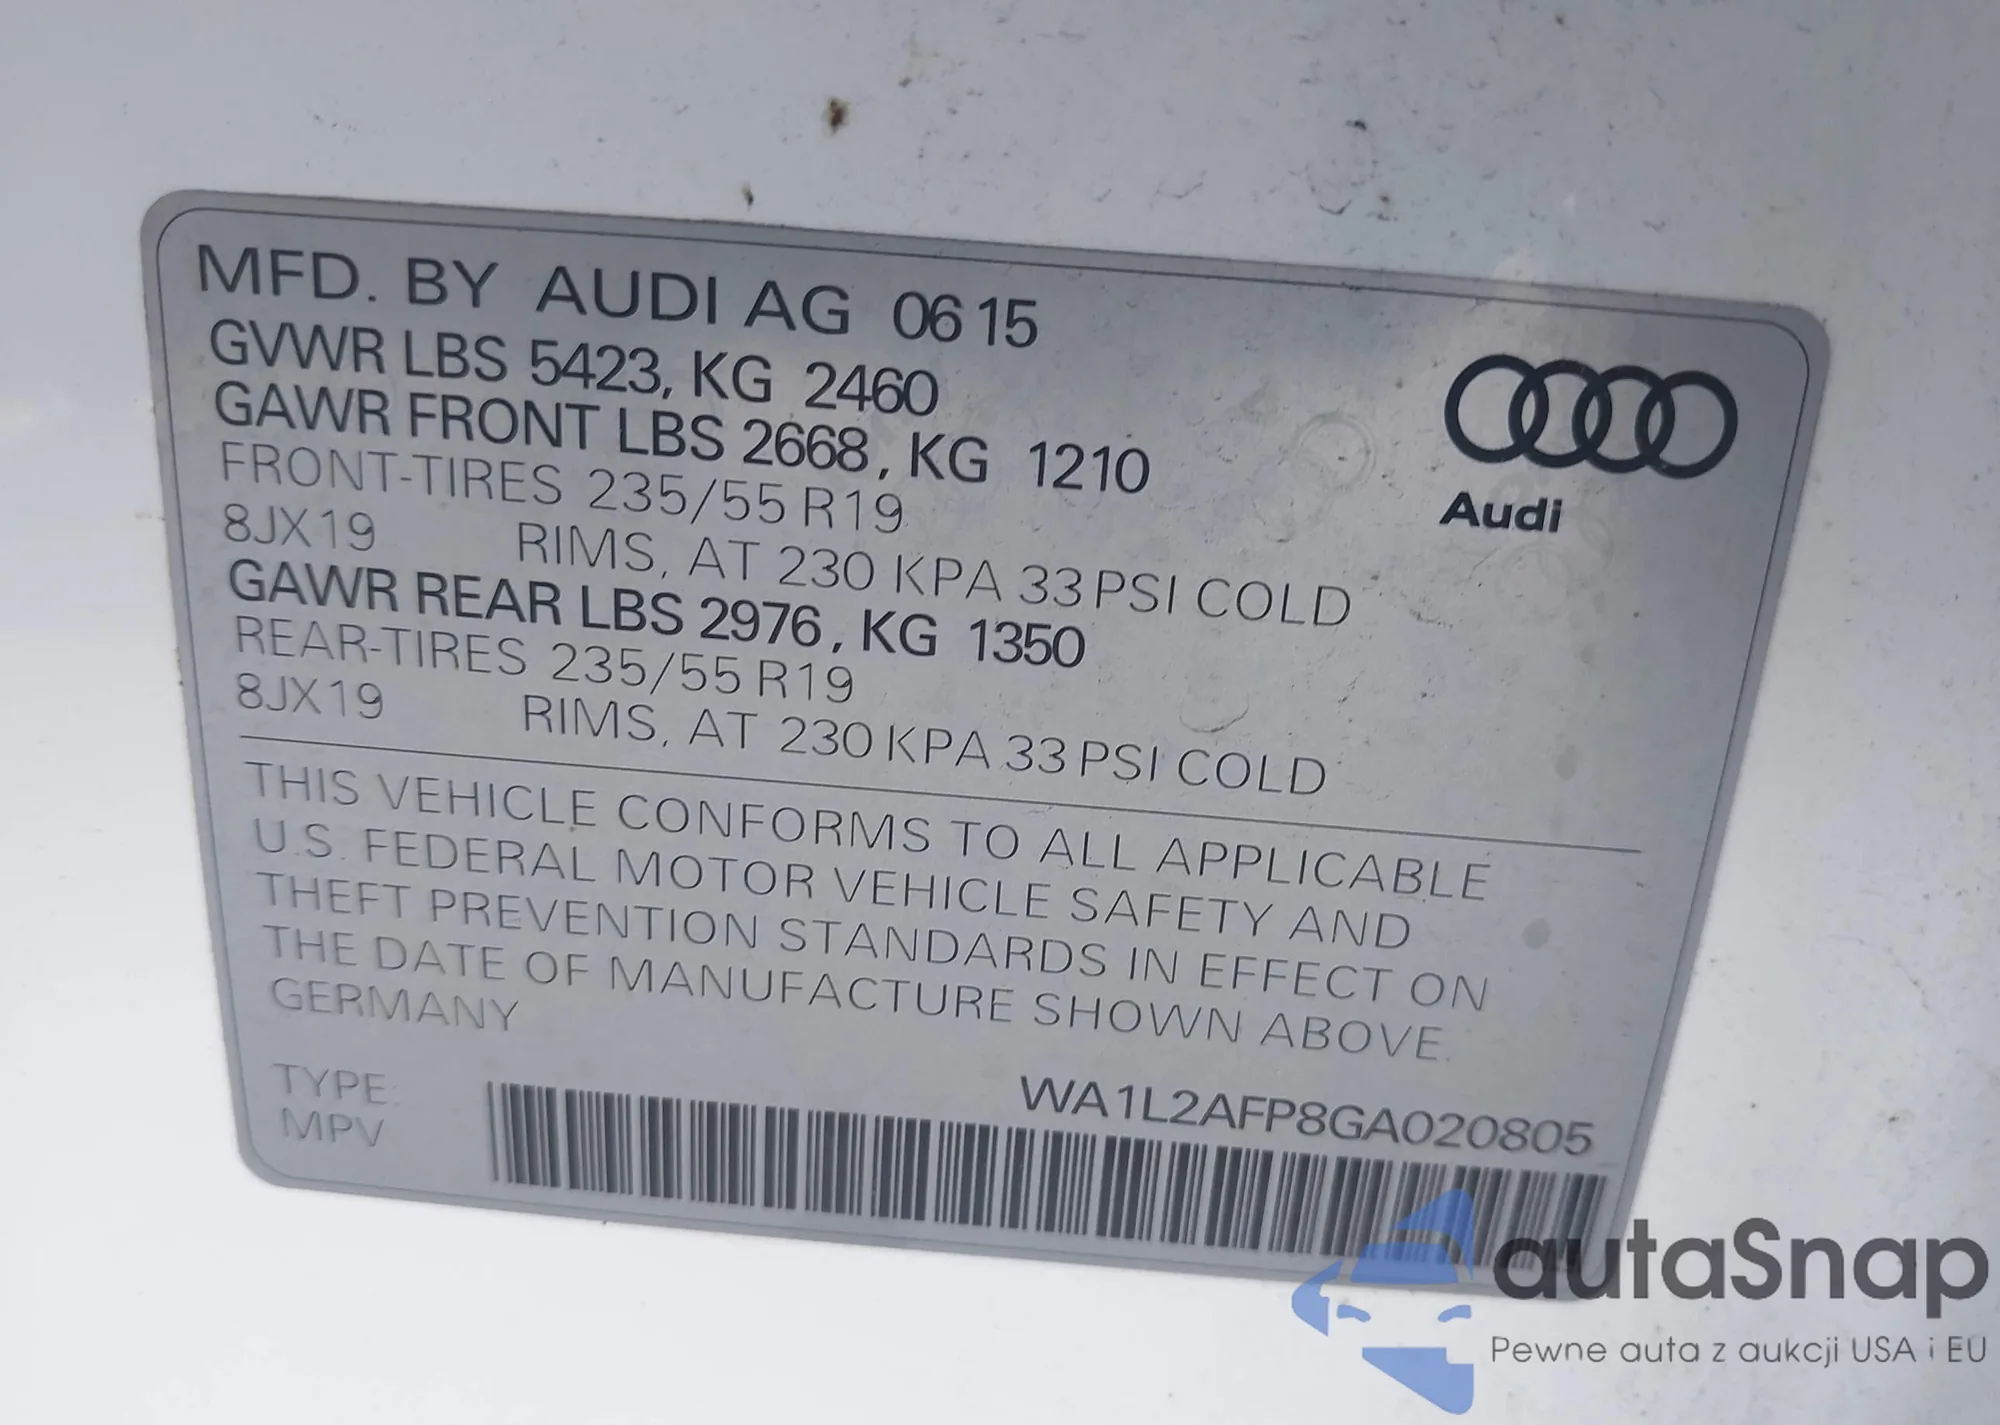 MFD. BY AUDI AG 06 15
GVWR LBS 5423, KG 2460
GAWR FRONT LBS 2668, KG 1210
FRONT-TIRES 235/55 R19
8JX19 RIMS, AT 230 KPA 33 PSI COLD
GAWR REAR LBS 2976, KG 1350
REAR-TIRES 235/55 R19
8JX19 RIMS, AT 230 KPA 33 PSI COLD
Audi
THIS VEHICLE CONFORMS TO ALL APPLICABLE
U.S. FEDERAL MOTOR VEHICLE SAFETY AND
THEFT PREVENTION STANDARDS IN EFFECT ON
THE DATE OF MANUFACTURE SHOWN ABOVE.
GERMANY
TYPE:
MPV
WA1L2AFP8GA020805
autaSnap
Pewne auta z aukcji USA i EU